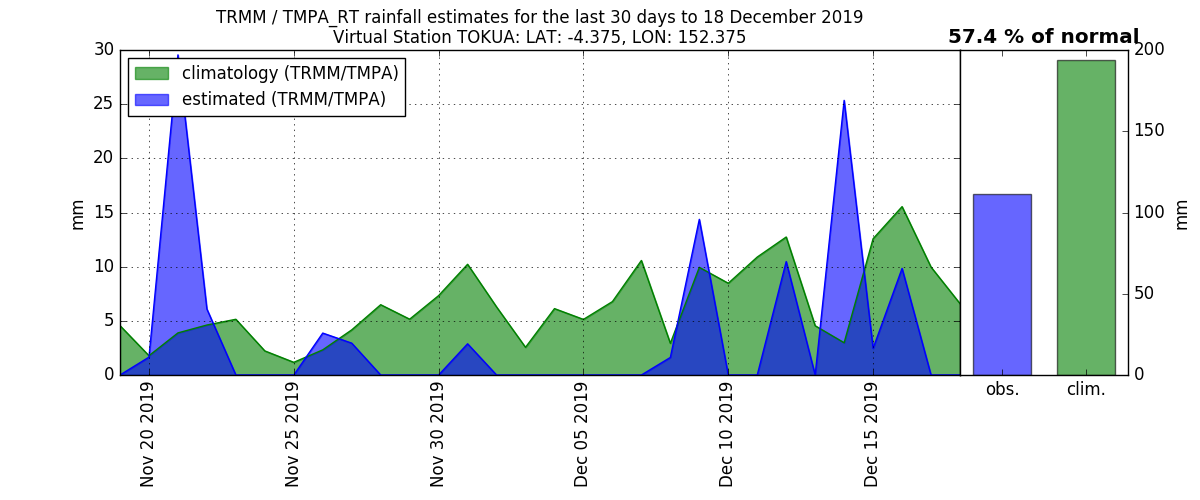 TRMM / TMPA_RT rainfall estimates for the last 30 days to 18 December 2019
Virtual Station TOKUA: LAT: -4.375, LON: 152.375
57.4 % of normal
climatology (TRMM/TMPA)
estimated (TRMM/TMPA)
30
25
20
15
10
5
0
mm
Nov 20 2019
Nov 25 2019
Nov 30 2019
Dec 05 2019
Dec 10 2019
Dec 15 2019
200
150
100
50
0
mm
obs.
clim.